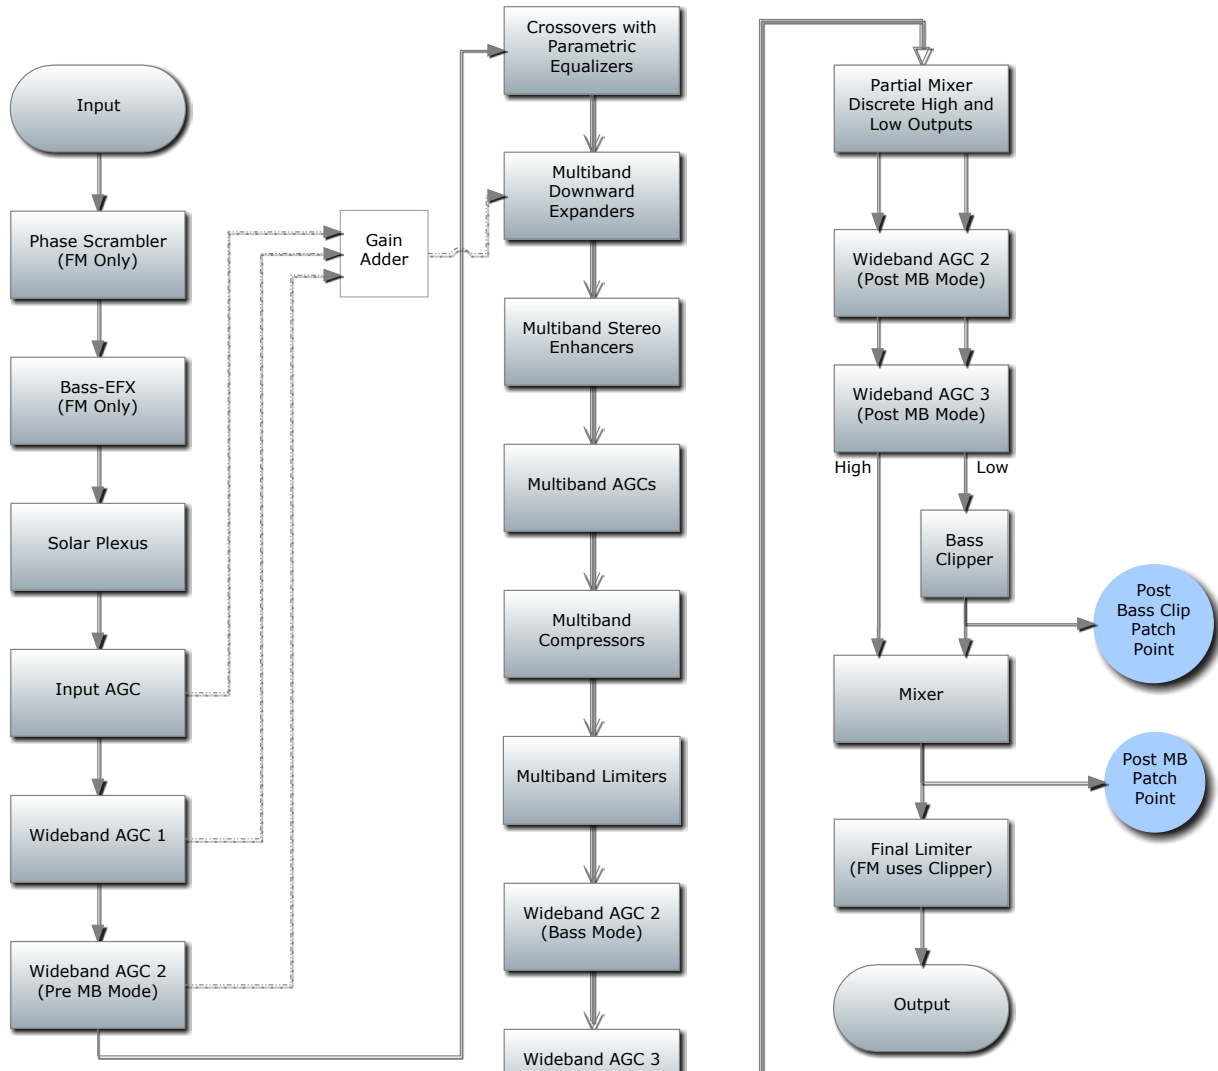 Input
Phase Scrambler
(FM Only)
Bass-EFX
(FM Only)
Solar Plexus
Input AGC
Wideband AGC 1
Wideband AGC 2
(Pre MB Mode)
Gain
Adder
Crossovers with
Parametric
Equalizers
Multiband
Downward
Expanders
Multiband Stereo
Enhancers
Multiband AGCs
Multiband
Compressors
Multiband Limiters
Wideband AGC 2
(Bass Mode)
Wideband AGC 3
Partial Mixer
Discrete High and
Low Outputs
Wideband AGC 2
(Post MB Mode)
Wideband AGC 3
(Post MB Mode)
High
Low
Bass
Clipper
Post
Bass Clip
Patch
Point
Mixer
Post MB
Patch
Point
Final Limiter
(FM uses Clipper)
Output